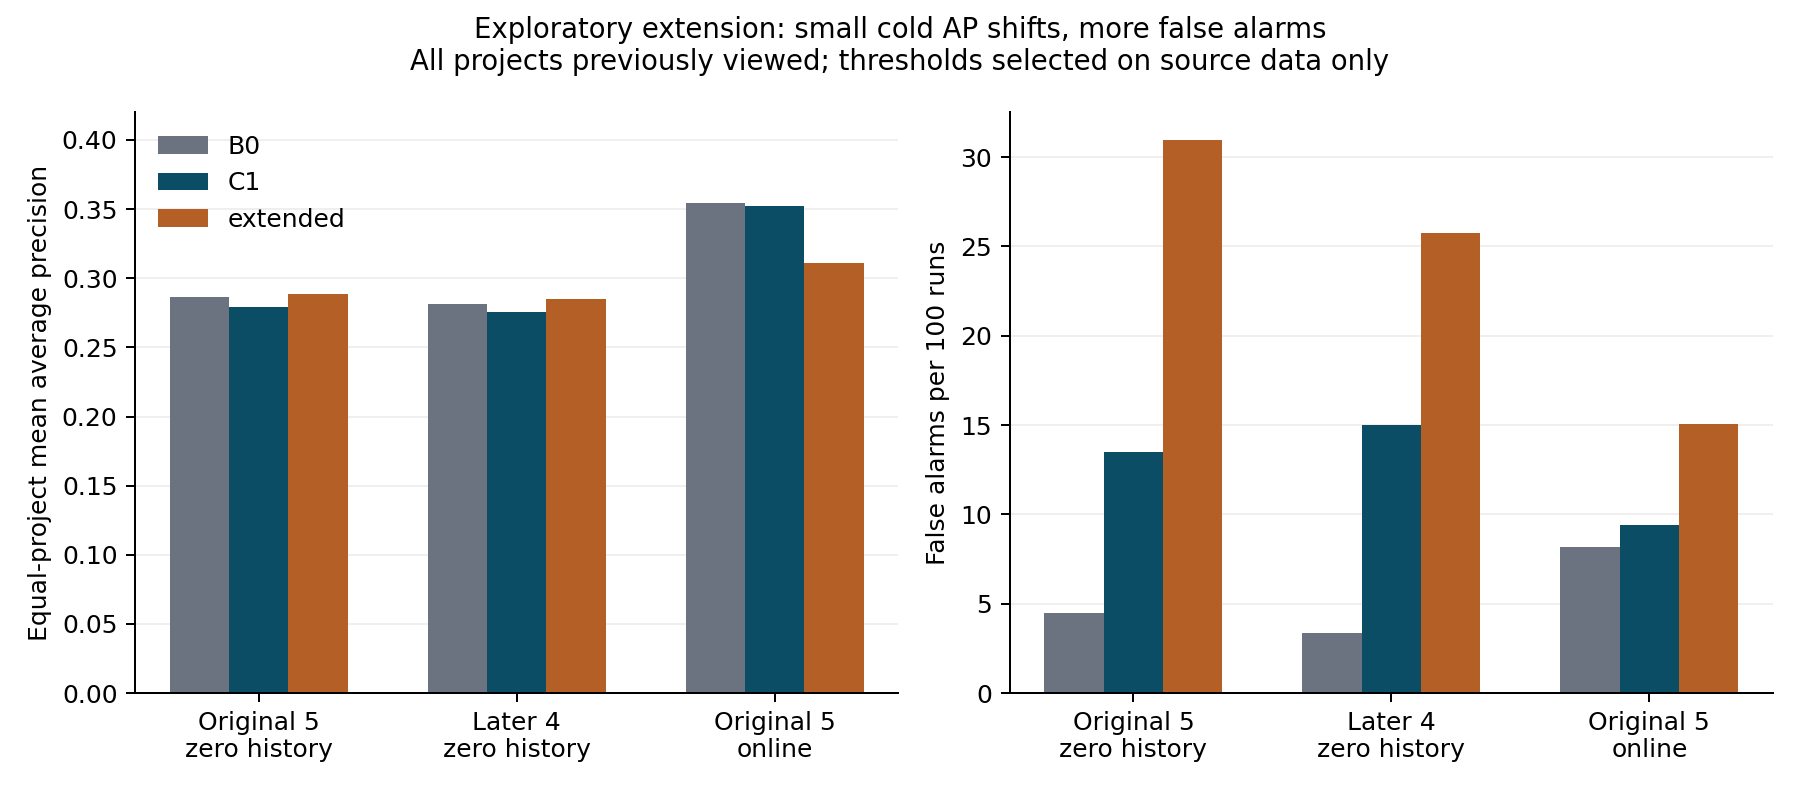 Exploratory extension: small cold AP shifts, more false alarms
All projects previously viewed; thresholds selected on source data only
Equal-project mean average precision
0.40
0.35
0.30
0.25
0.20
0.15
0.10
0.05
0.00
B0
C1
extended
Original 5
zero history
Later 4
zero history
Original 5
online
False alarms per 100 runs
30
25
20
15
10
5
0
Original 5
zero history
Later 4
zero history
Original 5
online